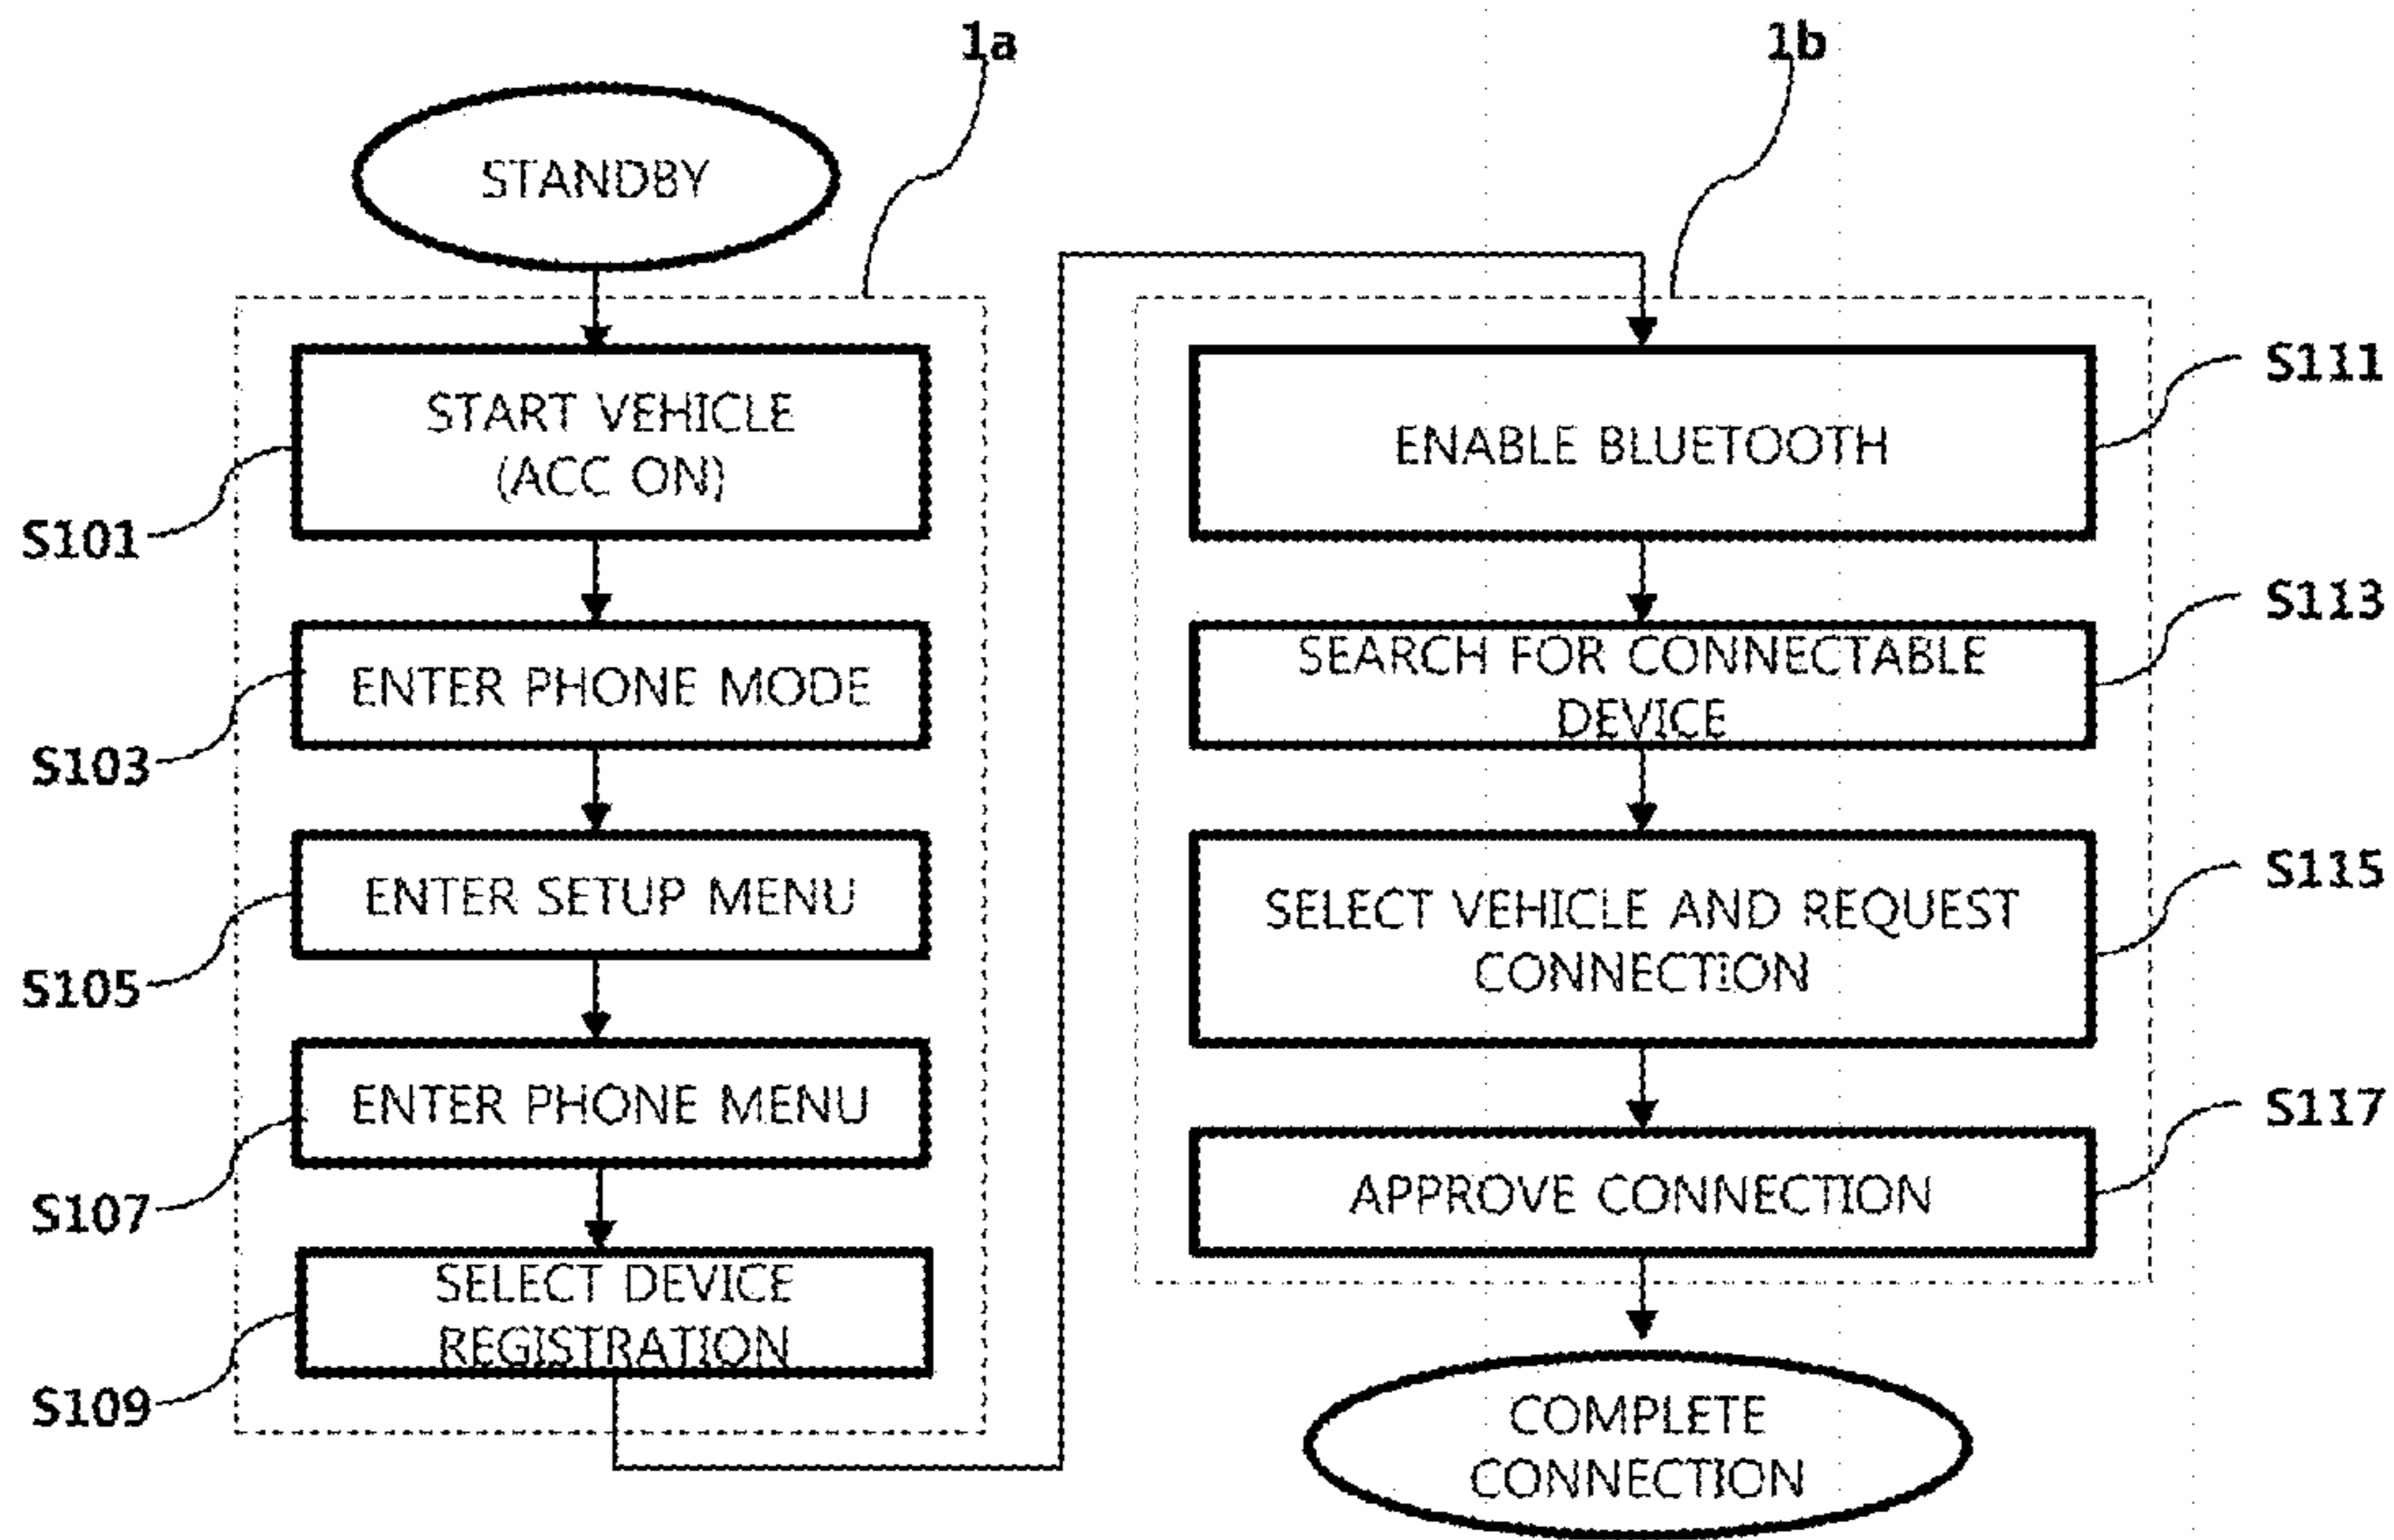 1a
STANDBY
START VEHICLE
(ACC ON)
S101
ENTER PHONE MODE
S103
ENTER SETUP MENU
S105
ENTER PHONE MENU
S107
SELECT DEVICE
REGISTRATION
S109
1b
ENABLE BLUETOOTH
S111
SEARCH FOR CONNECTABLE
DEVICE
S113
SELECT VEHICLE AND REQUEST
CONNECTION
S115
APPROVE CONNECTION
S117
COMPLETE
CONNECTION